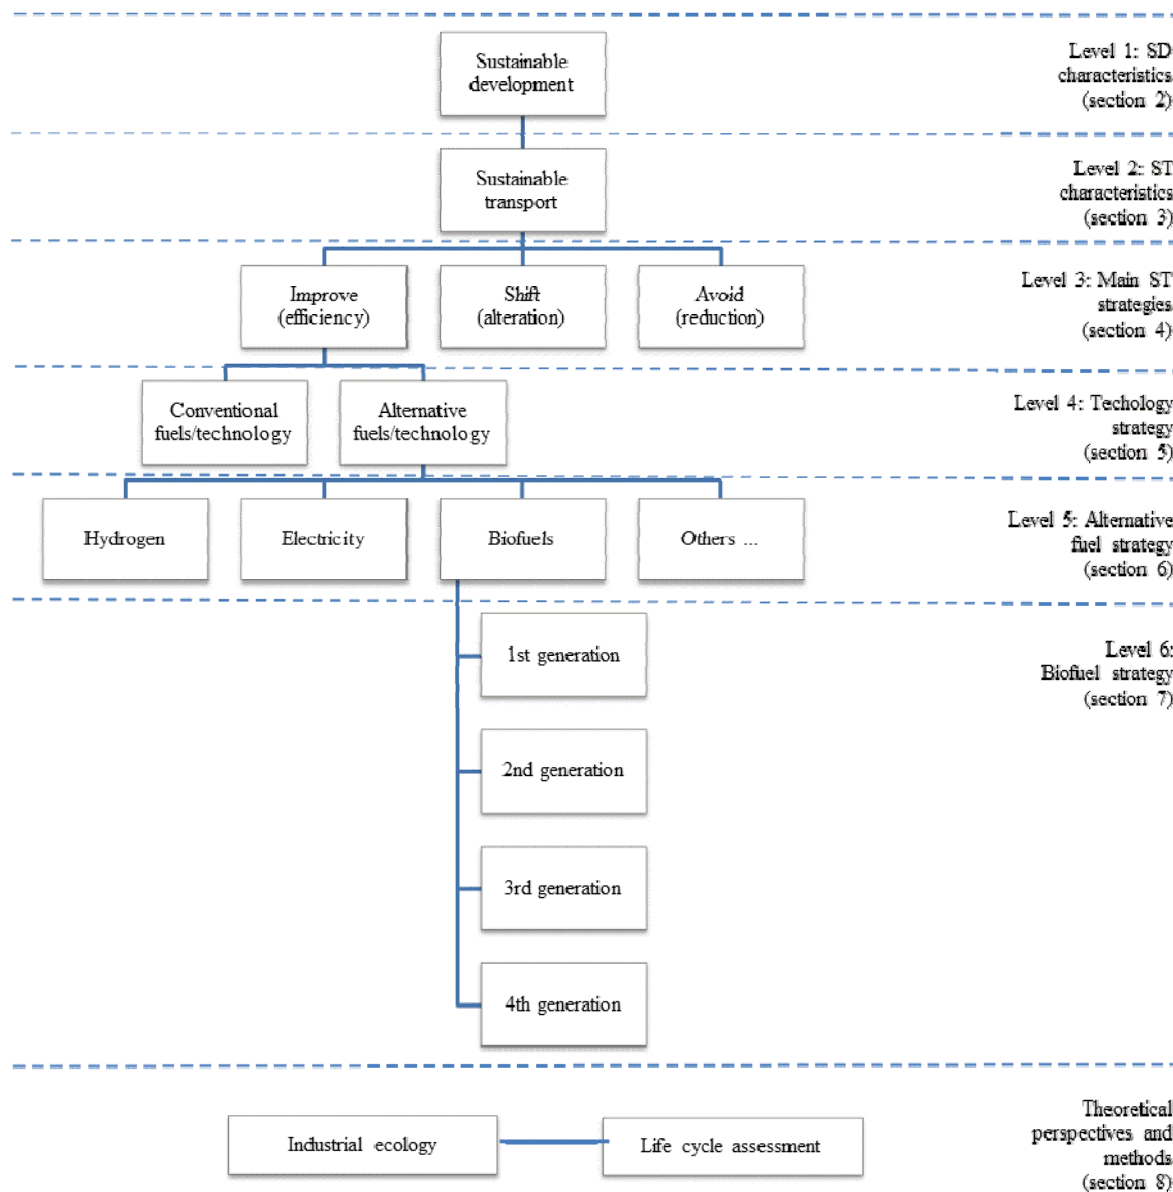 Sustainable
development
Level 1: SD
characteristics
(section 2)
Sustainable
transport
Level 2: ST
characteristics
(section 3)
Improve
(efficiency)
Shift
(alteration)
Avoid
(reduction)
Level 3: Main ST
strategies
(section 4)
Conventional
fuels/technology
Alternative
fuels/technology
Level 4: Techology
strategy
(section 5)
Hydrogen
Electricity
Biofuels
Others ...
Level 5: Alternative
fuel strategy
(section 6)
1st generation
2nd generation
3rd generation
4th generation
Level 6:
Biofuel strategy
(section 7)
Industrial ecology
Life cycle assessment
Theoretical
perspectives and
methods
(section 8)